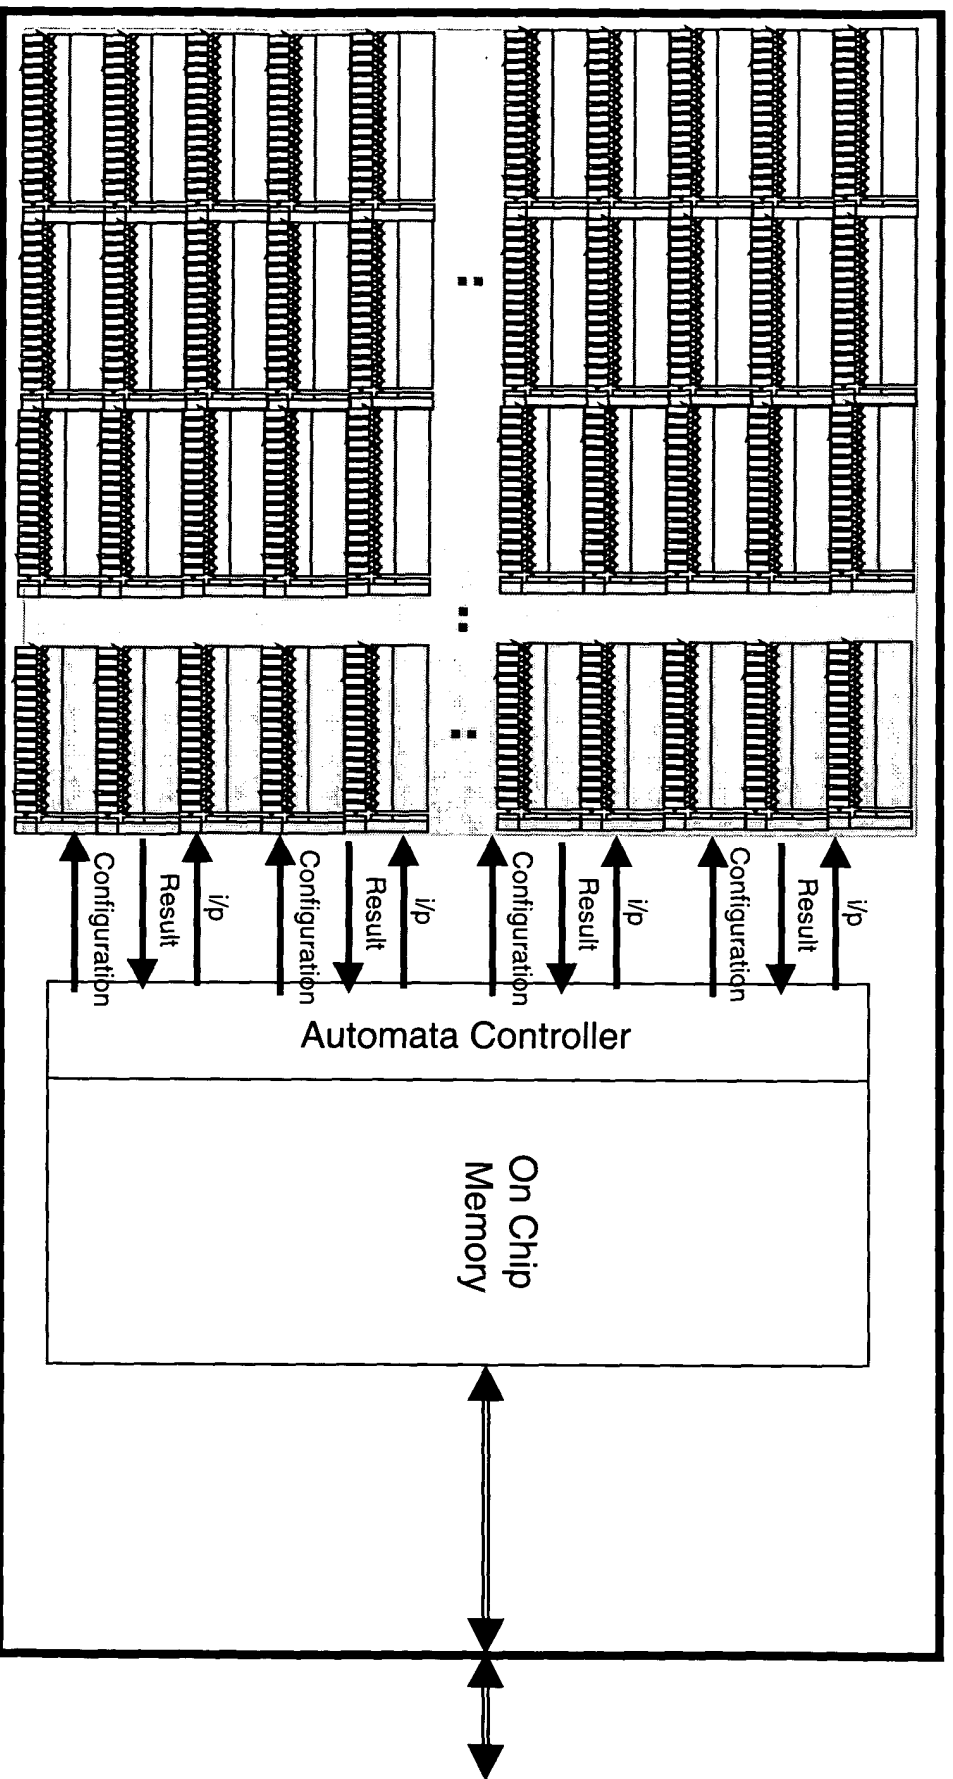 Configuration
Result
i/p
Configuration
Result
i/p
Configuration
Result
i/p
Configuration
Result
i/p
Automata Controller
On Chip
Memory